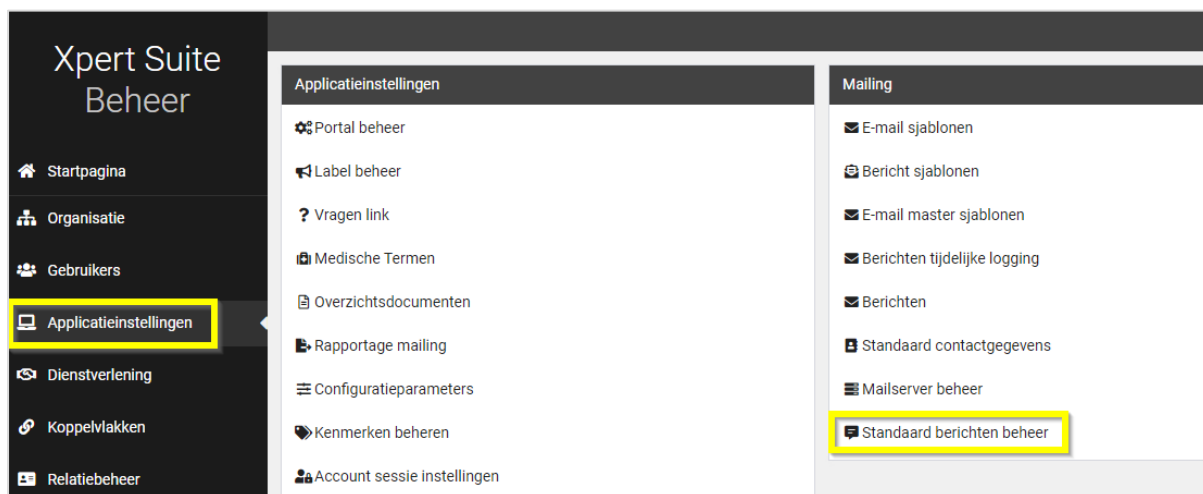 Xpert Suite
Beheer
Startpagina
Organisatie
Gebruikers
Applicatieinstellingen
Dienstverlening
Koppelvlakken
Relatiebeheer
Applicatieinstellingen
Portal beheer
Label beheer
Vragen link
Medische Termen
Overzichtsdocumenten
Rapportage mailing
Configuratieparameters
Kenmerken beheren
Account sessie instellingen
Mailing
E-mail sjablonen
Bericht sjablonen
E-mail master sjablonen
Berichten tijdelijke logging
Berichten
Standaard contactgegevens
Mailserver beheer
Standaard berichten beheer